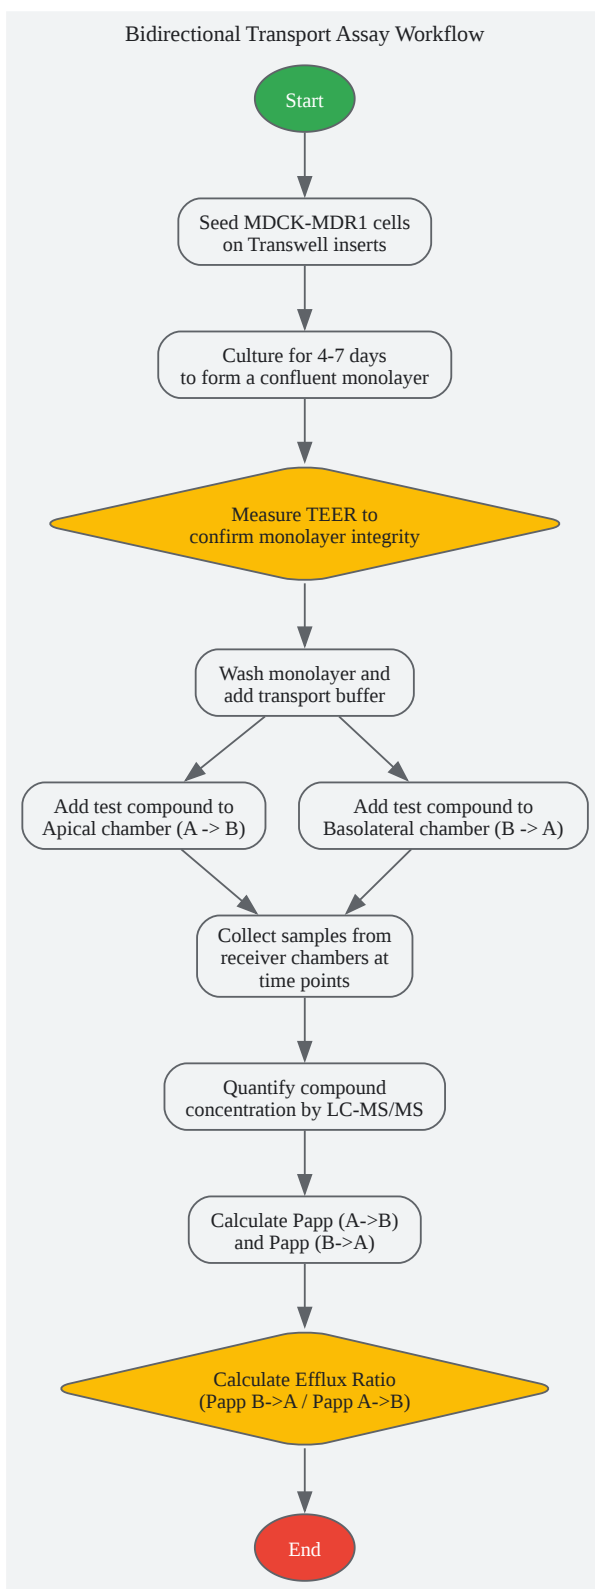 Bidirectional Transport Assay Workflow
Start
Seed MDCK-MDR1 cells
on Transwell inserts
Culture for 4-7 days
to form a confluent monolayer
Measure TEER to
confirm monolayer integrity
Wash monolayer and
add transport buffer
Add test compound to
Apical chamber (A -> B)
Add test compound to
Basolateral chamber (B -> A)
Collect samples from
receiver chambers at
time points
Quantify compound
concentration by LC-MS/MS
Calculate Papp (A->B)
and Papp (B->A)
Calculate Efflux Ratio
(Papp B->A / Papp A->B)
End